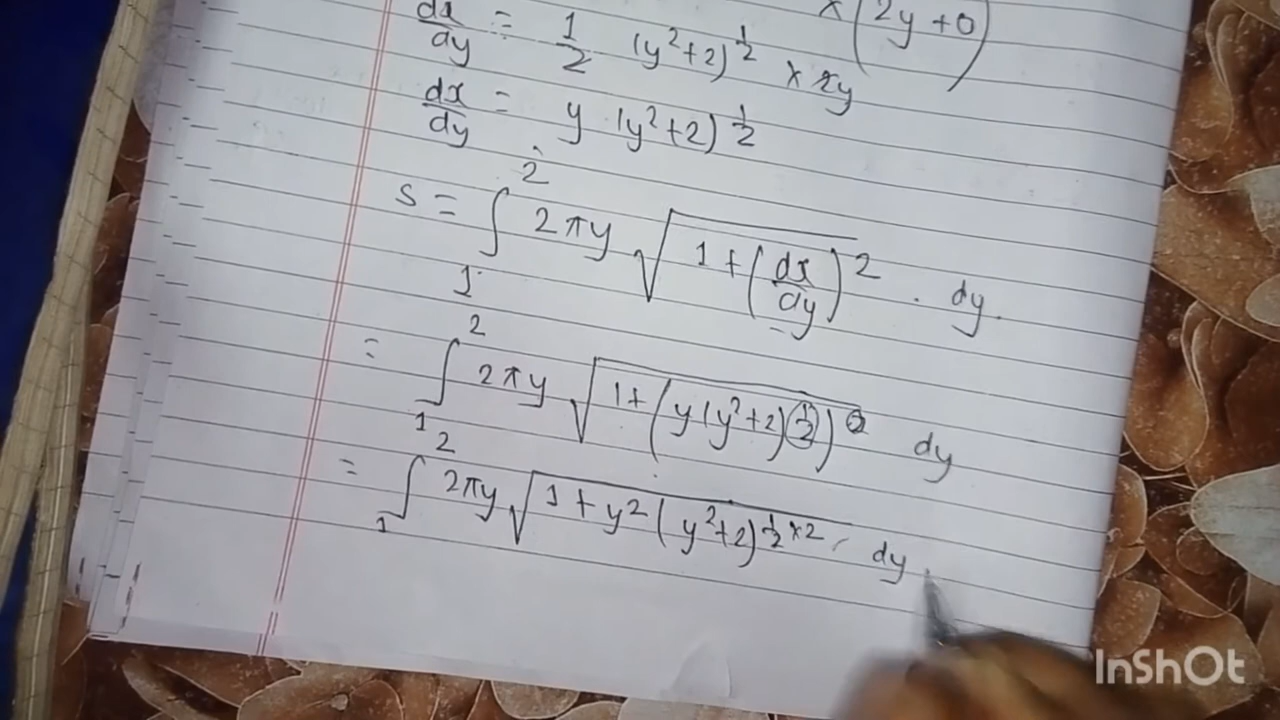 × (2y + 0)
dx/dy = 1/2 (y²+2)^1/2 × 2y
dx/dy = y (y²+2)^1/2
S = ∫₁² 2πy √(1+(dx/dy)²) . dy.
= ∫₁² 2πy √(1+(y(y²+2)^1/2)²) dy
= ∫₁² 2πy √(1+y²(y²+2)^1/2×2) dy
InShOt